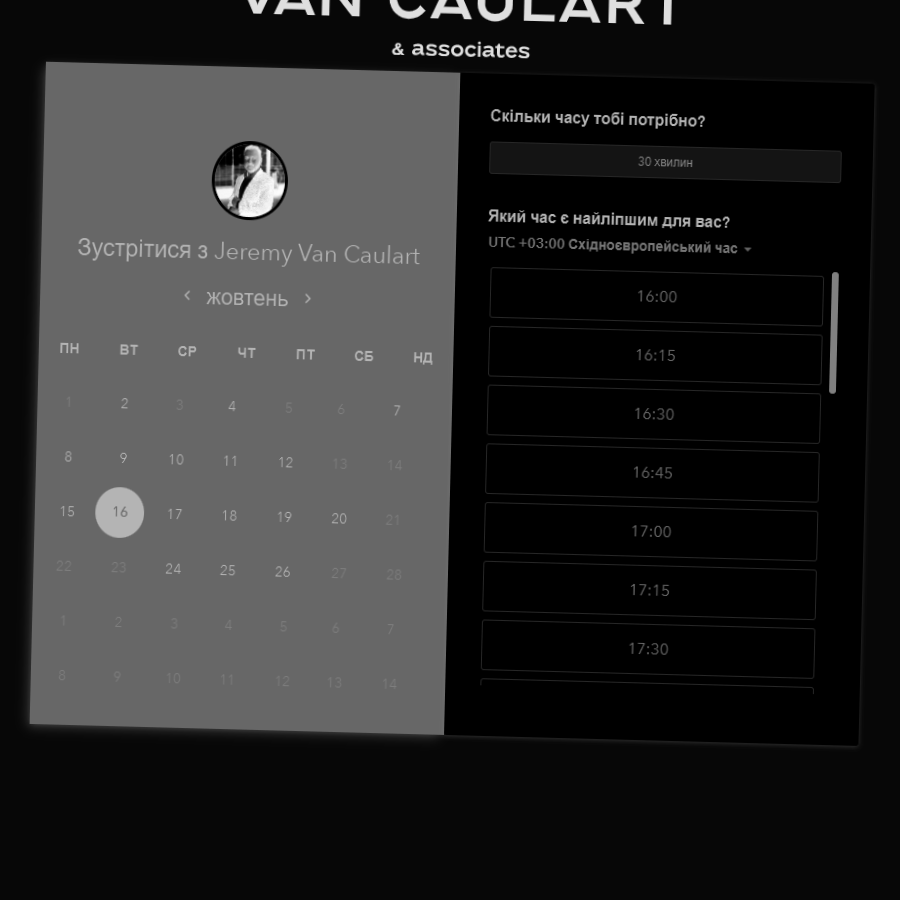 VAN CAULART
& associates
Зустрітися з Jeremy Van Caulart
жовтень
ПН ВТ СР ЧТ ПТ СБ НД
1 2 3 4 5 6 7
8 9 10 11 12 13 14
15 16 17 18 19 20 21
22 23 24 25 26 27 28
1 2 3 4 5 6 7
8 9 10 11 12 13 14
Скільки часу тобі потрібно?
30 хвилин
Який час є найліпшим для вас?
UTC +03:00 Східноєвропейський час
16:00
16:15
16:30
16:45
17:00
17:15
17:30